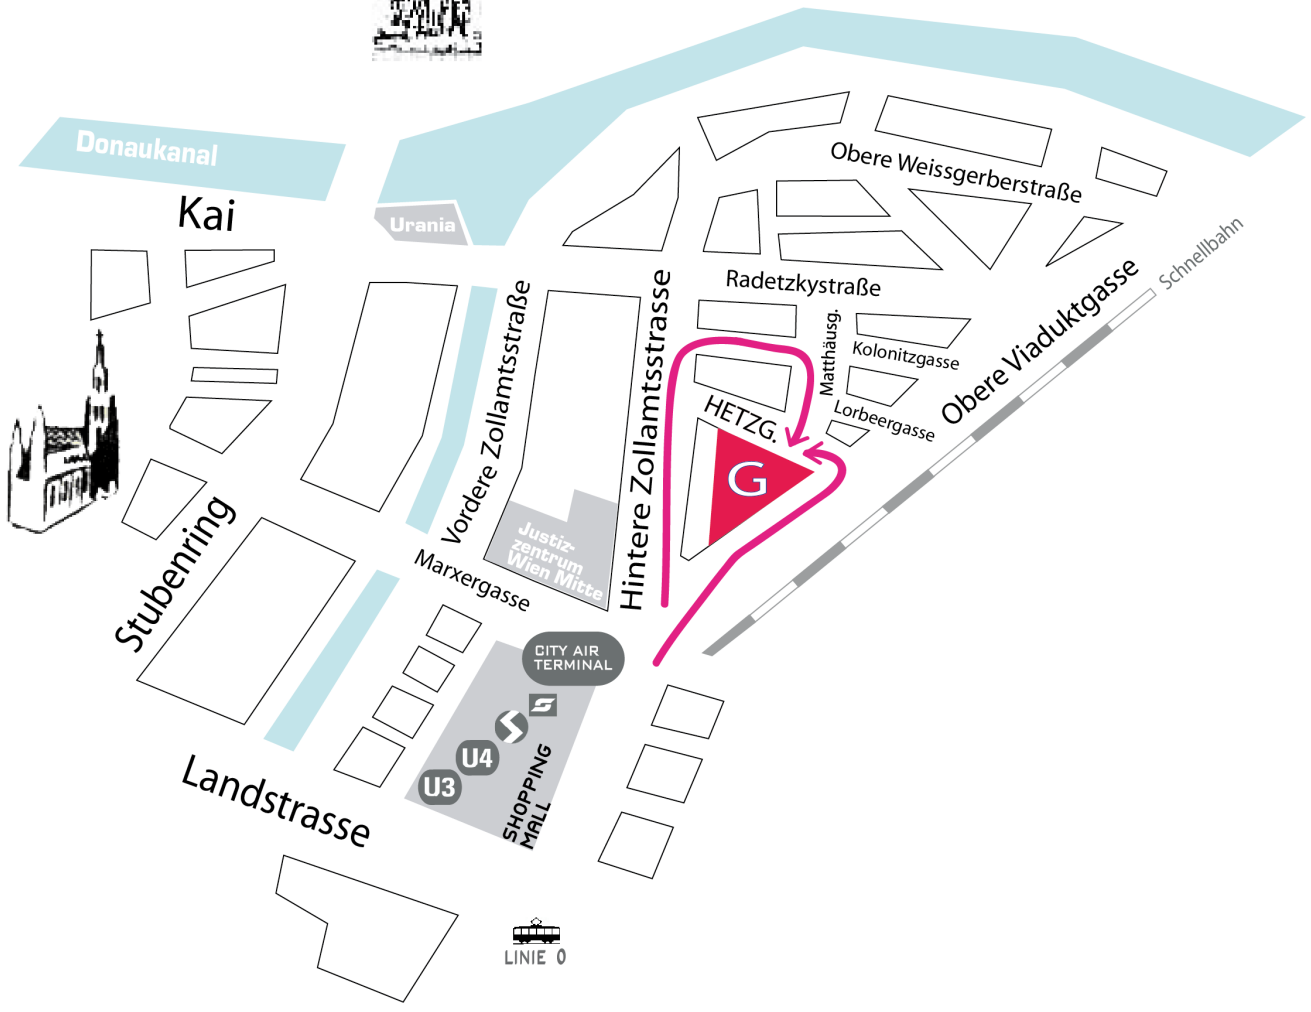 Donaukanal
Kai
Urania
Obere Weissgerberstraße
Schnellbahn
Radetzkystraße
Obere Viaduktgasse
Vordere Zollamtsstraße
Hintere Zollamtsstrasse
Matthäusg.
Kolonitzgasse
Lorbeergasse
HETZG.
G
Stubenring
Justiz-
zentrum
Wien Mitte
Marxergasse
CITY AIR
TERMINAL
U4
U3
SHOPPING
MALL
Landstrasse
LINIE O